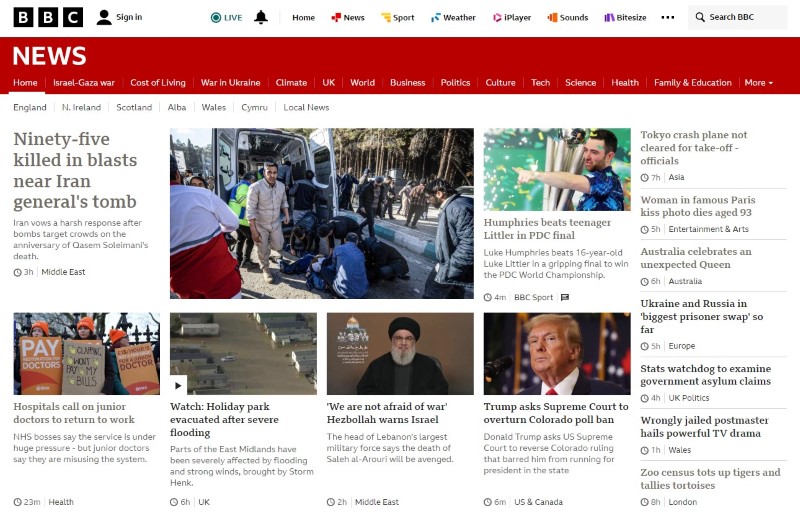 BBC
Sign in
LIVE
Home
News
Sport
Weather
iPlayer
Sounds
Bitesize
Search BBC
NEWS
Home
Israel-Gaza war
Cost of Living
War in Ukraine
Climate
UK
World
Business
Politics
Culture
Tech
Science
Health
Family & Education
More
England
N. Ireland
Scotland
Alba
Wales
Cymru
Local News
Ninety-five
killed in blasts
near Iran
general's tomb
Iran vows a harsh response after
bombs target crowds on the
anniversary of Qasem Soleimani's
death.
3h
Middle East
Humphries beats teenager
Littler in PDC final
Luke Humphries beats 16-year-old
Luke Littler in a gripping final to win
the PDC World Championship.
4m
BBC Sport
Tokyo crash plane not
cleared for take-off -
officials
7h
Asia
Woman in famous Paris
kiss photo dies aged 93
5h
Entertainment & Arts
Australia celebrates an
unexpected Queen
6h
Australia
Ukraine and Russia in
'biggest prisoner swap' so
far
5h
Europe
Stats watchdog to examine
government asylum claims
4h
UK Politics
Wrongly jailed postmaster
hails powerful TV drama
1h
Wales
Zoo census tots up tigers and
tallies tortoises
8h
London
PAY
DOCTORS
CLAPPING
WON'T
PAY MY
BILLS
DOCTORS
Hospitals call on junior
doctors to return to work
NHS bosses say the service is under
huge pressure - but junior doctors
say they are misusing the system.
23m
Health
Watch: Holiday park
evacuated after severe
flooding
Parts of the East Midlands have
been severely affected by flooding
and strong winds, brought by Storm
Henk.
6h
UK
'We are not afraid of war'
Hezbollah warns Israel
The head of Lebanon's largest
military force says the death of
Saleh al-Arouri will be avenged.
2h
Middle East
Trump asks Supreme Court to
overturn Colorado poll ban
Donald Trump asks US Supreme
Court to reverse Colorado ruling
that barred him from running for
president in the state
6m
US & Canada